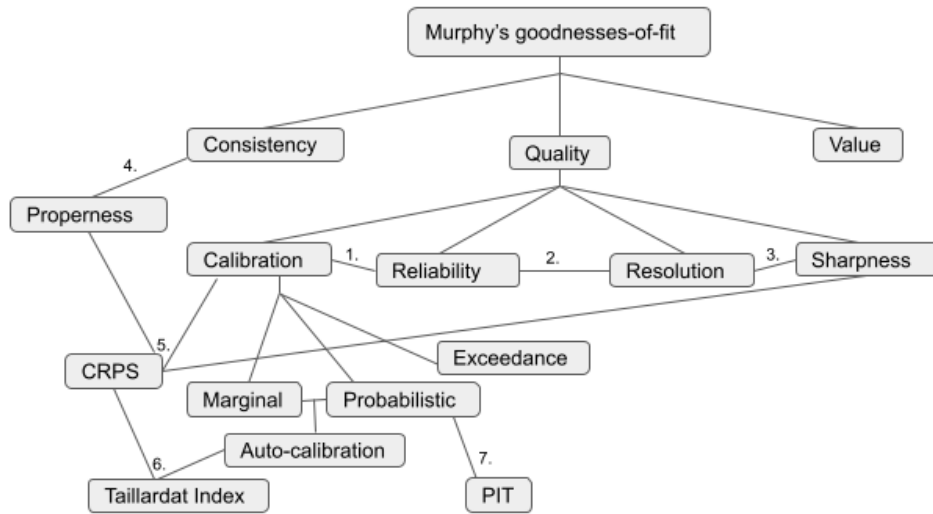 Murphy's goodnesses-of-fit
Consistency
Quality
Value
4.
Properness
Calibration
1.
Reliability
2.
Resolution
3.
Sharpness
5.
CRPS
Exceedance
Marginal
Probabilistic
Auto-calibration
6.
7.
Taillardat Index
PIT